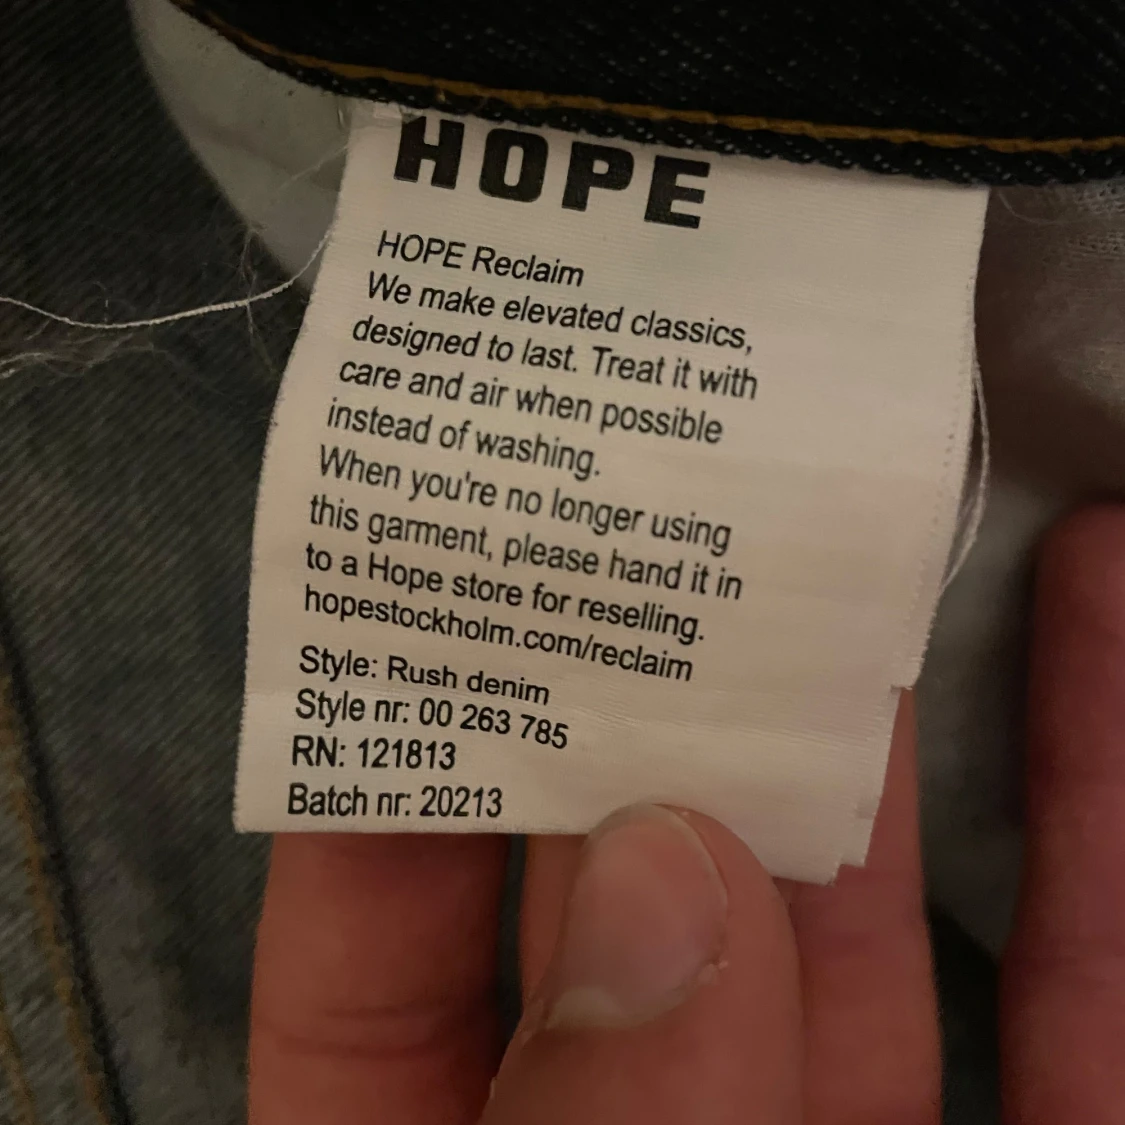 HOPE
HOPE Reclaim
We make elevated classics,
designed to last. Treat it with
care and air when possible
instead of washing.
When you're no longer using
this garment, please hand it in
to a Hope store for reselling.
hopestockholm.com/reclaim
Style: Rush denim
Style nr: 00 263 785
RN: 121813
Batch nr: 20213